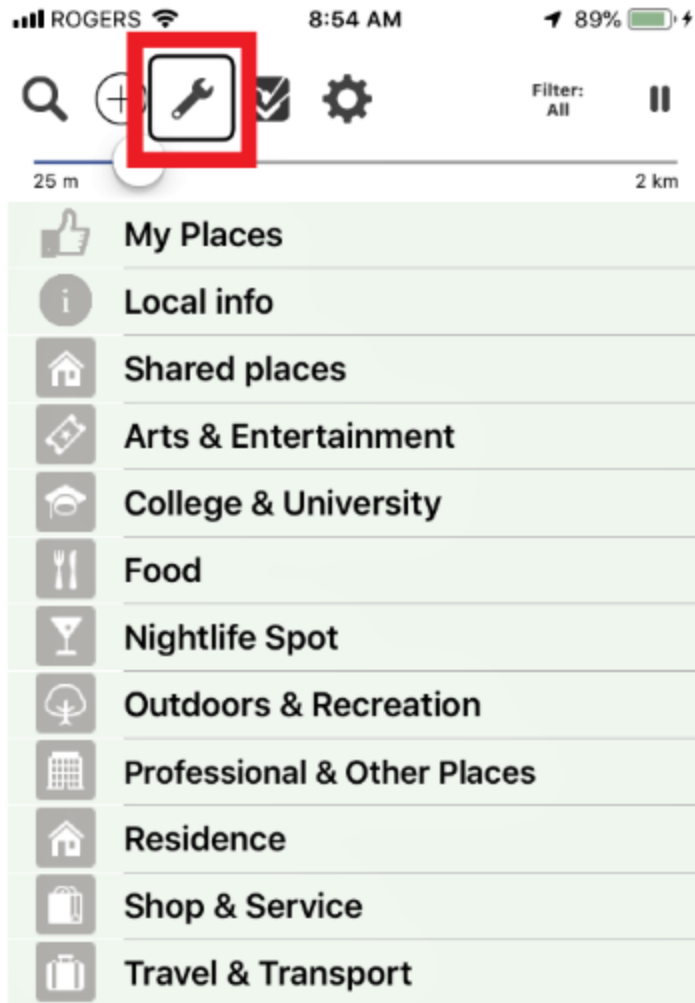 ROGERS 8:54 AM 89%
Filter:
All
25 m 2 km
My Places
Local info
Shared places
Arts & Entertainment
College & University
Food
Nightlife Spot
Outdoors & Recreation
Professional & Other Places
Residence
Shop & Service
Travel & Transport